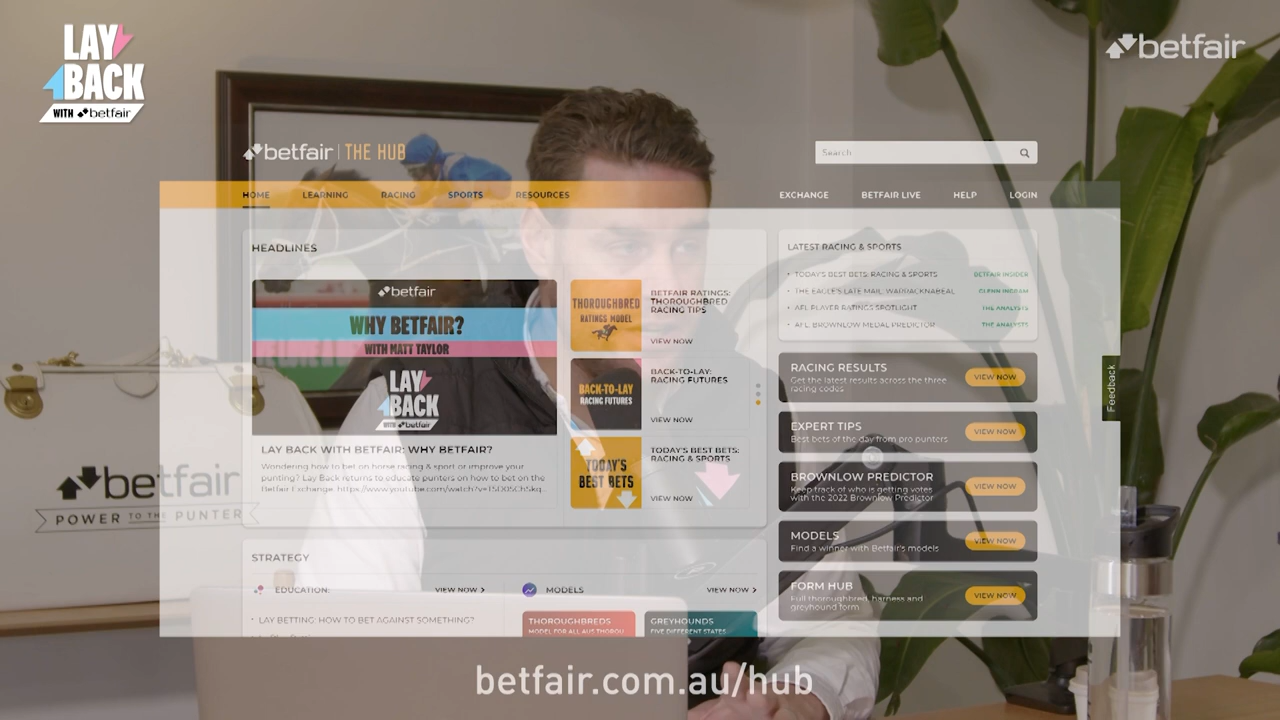 LAY
BACK
WITH betfair
betfair
betfair | THE HUB
Search
HOME LEARNING RACING SPORTS RESOURCES
EXCHANGE BETFAIR LIVE HELP LOGIN
HEADLINES
betfair
WHY BETFAIR?
WITH MATT TAYLOR
LAY
BACK
WITH betfair
LAY BACK WITH BETFAIR: WHY BETFAIR?
Wondering how to bet on horse racing & sport or improve your
punting? Lay Back returns to educate punters on how to bet on the
Betfair Exchange.
THOROUGHBRED
RATINGS MODEL
BETFAIR RATINGS:
THOROUGHBRED
RACING TIPS
VIEW NOW
BACK-TO-LAY
RACING FUTURES
BACK-TO-LAY:
RACING FUTURES
VIEW NOW
TODAY'S
BEST BETS
TODAY'S BEST BETS:
RACING & SPORTS
VIEW NOW
LATEST RACING & SPORTS
• TODAY'S BEST BETS: RACING & SPORTS BETFAIR INSIDER
• THE EAGLE'S LATE MAIL: WARRACKNABEAL GLENN INGRAM
• AFL PLAYER RATINGS SPOTLIGHT THE ANALYSTS
• AFL BROWNLOW MEDAL PREDICTOR THE ANALYSTS
RACING RESULTS
Get the latest results across the three
racing codes
VIEW NOW
EXPERT TIPS
Best bets of the day from pro punters
VIEW NOW
BROWNLOW PREDICTOR
Keep track of who is getting votes
with the 2022 Brownlow Predictor
VIEW NOW
MODELS
Find a winner with Betfair's models
VIEW NOW
FORM HUB
Full thoroughbred, harness and
greyhound form
VIEW NOW
Feedback
STRATEGY
EDUCATION: VIEW NOW >
• LAY BETTING: HOW TO BET AGAINST SOMETHING?
MODELS VIEW NOW >
THOROUGHBREDS
MODEL FOR ALL AUS THOROU
GREYHOUNDS
FIVE DIFFERENT STATES
betfair
POWER TO THE PUNTER
betfair.com.au/hub